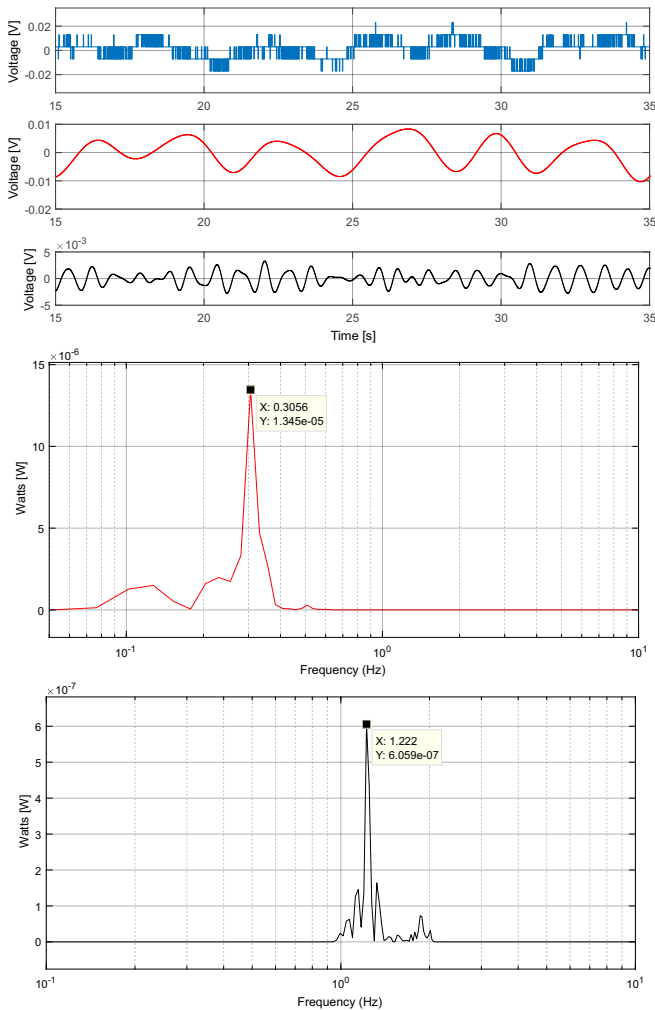 0.02
0
-0.02
Voltage [V]
15 20 25 30 35
0.01
0
-0.01
-0.02
Voltage [V]
15 20 25 30 35
×10-3
5
0
-5
Voltage [V]
15 20 25 30 35
Time [s]
×10-6
15
10
5
0
Watts [W]
X: 0.3056
Y: 1.345e-05
10-1 100 101
Frequency (Hz)
×10-7
6
5
4
3
2
1
0
Watts [W]
X: 1.222
Y: 6.059e-07
10-1 100 101
Frequency (Hz)